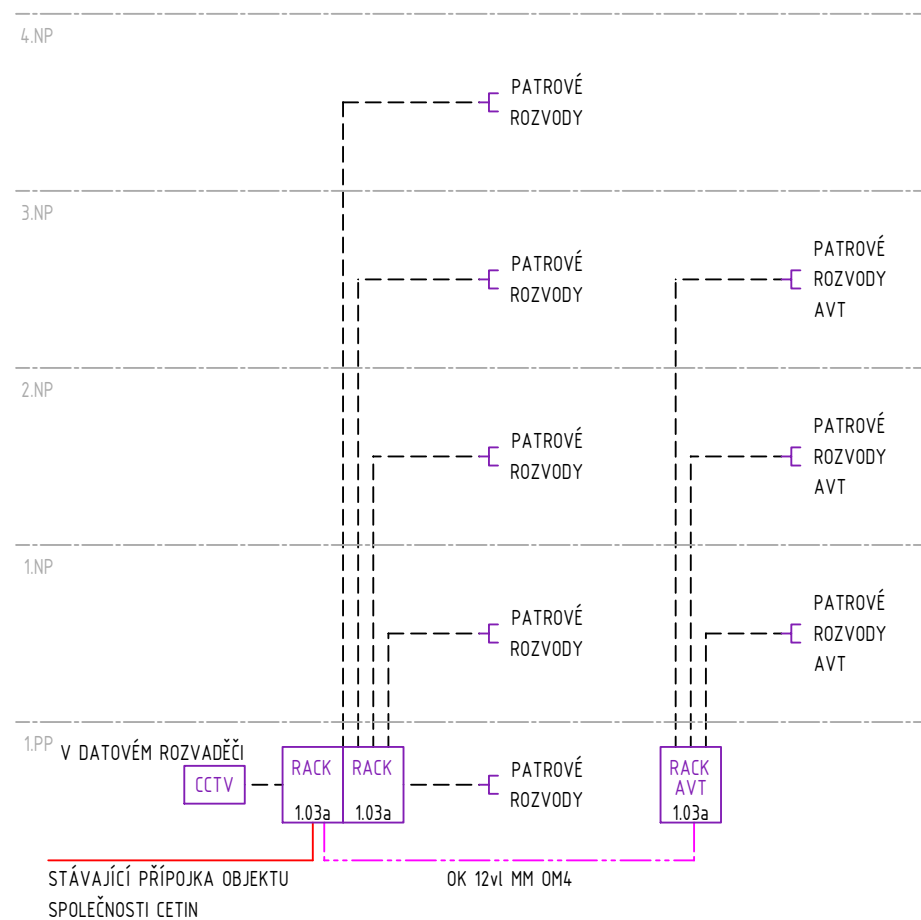 4.NP
PATROVÉ
ROZVODY
3.NP
PATROVÉ
ROZVODY
PATROVÉ
ROZVODY
AVT
2.NP
PATROVÉ
ROZVODY
PATROVÉ
ROZVODY
AVT
1.NP
PATROVÉ
ROZVODY
PATROVÉ
ROZVODY
AVT
1.PP
V DATOVÉM ROZVADĚČI
CCTV
RACK
1.03a
RACK
1.03a
PATROVÉ
ROZVODY
RACK
AVT
1.03a
STÁVAJÍCÍ PŘÍPOJKA OBJEKTU
SPOLEČNOSTI CETIN
OK 12vl MM OM4